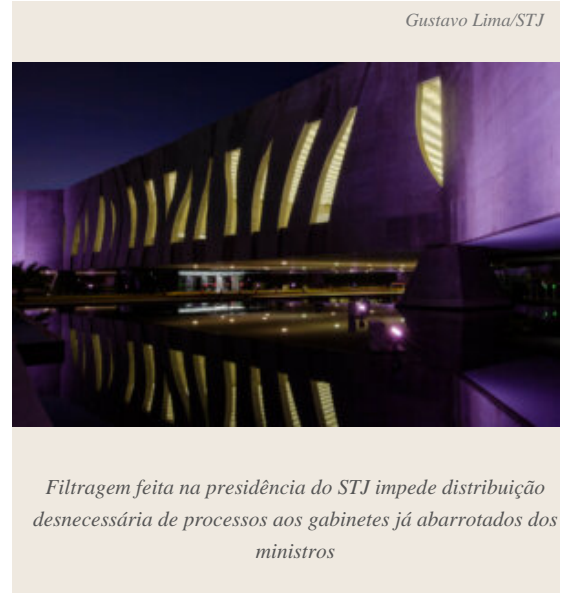 Gustavo Lima/STJ
Filtragem feita na presidência do STJ impede distribuição
desnecessária de processos aos gabinetes já abarrotados dos
ministros